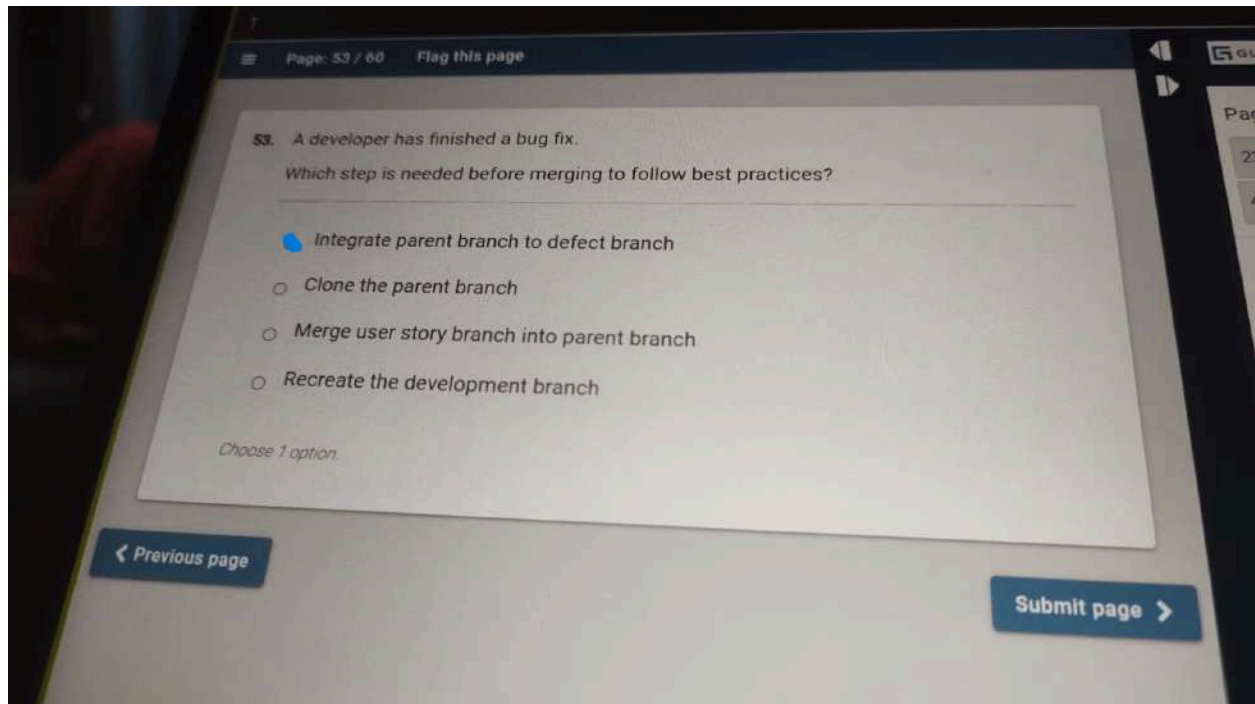 Page: 53 / 60 Flag this page
53. A developer has finished a bug fix.
Which step is needed before merging to follow best practices?
Integrate parent branch to defect branch
Clone the parent branch
Merge user story branch into parent branch
Recreate the development branch
Choose 1 option
Previous page
Submit page